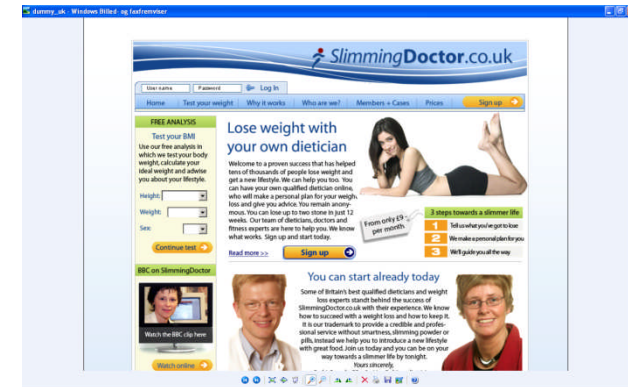 dummy_uk - Windows Billed- og faxfremviser
SlimmingDoctor.co.uk
User name Password Log In
Home Test your weight Why it works Who are we? Members + Cases Prices Sign up
FREE ANALYSIS
Test your BMI
Use our free analysis in
which we test your body
weight, calculate your
ideal weight and advwise
you about your lifestyle.
Height:
Weight:
Sex:
Continue test
BBC on SlimmingDoctor
Watch the BBC clip here
Watch online
Lose weight with
your own dietician
Welcome to a proven success that has helped
tens of thousands of people lose weight and
get a new lifestyle. We can help you too. You
can have your own qualified dietician online,
who will make a personal plan for your weigh
loss and give you advice. You remain anony-
mous. You can lose up to two stone in just 12
weeks. Our team of dieticians, doctors and
fitness experts are here to help you. We know
what works. Sign up and start today.
Read more >> Sign up
From only £9 -
per month
3 steps towards a slimmer life
1 Tell us what you've got to lose
2 We make a personal plan for you
3 We'll guide you all the way
You can start already today
Some of Britain's best qualified dieticians and weight
loss experts standt behind the success of
SlimmingDoctor.co.uk with their experience. We know
how to succeed with a weight loss and how to keep it.
It is our trademark to provide a credible and profes-
sional service without smartness, slimming powder or
pills, instead we help you to introduce a new lifestyle
with great food. Join us today and you can be on your
way towards a slimmer life by tonight.
Yours sincerely,